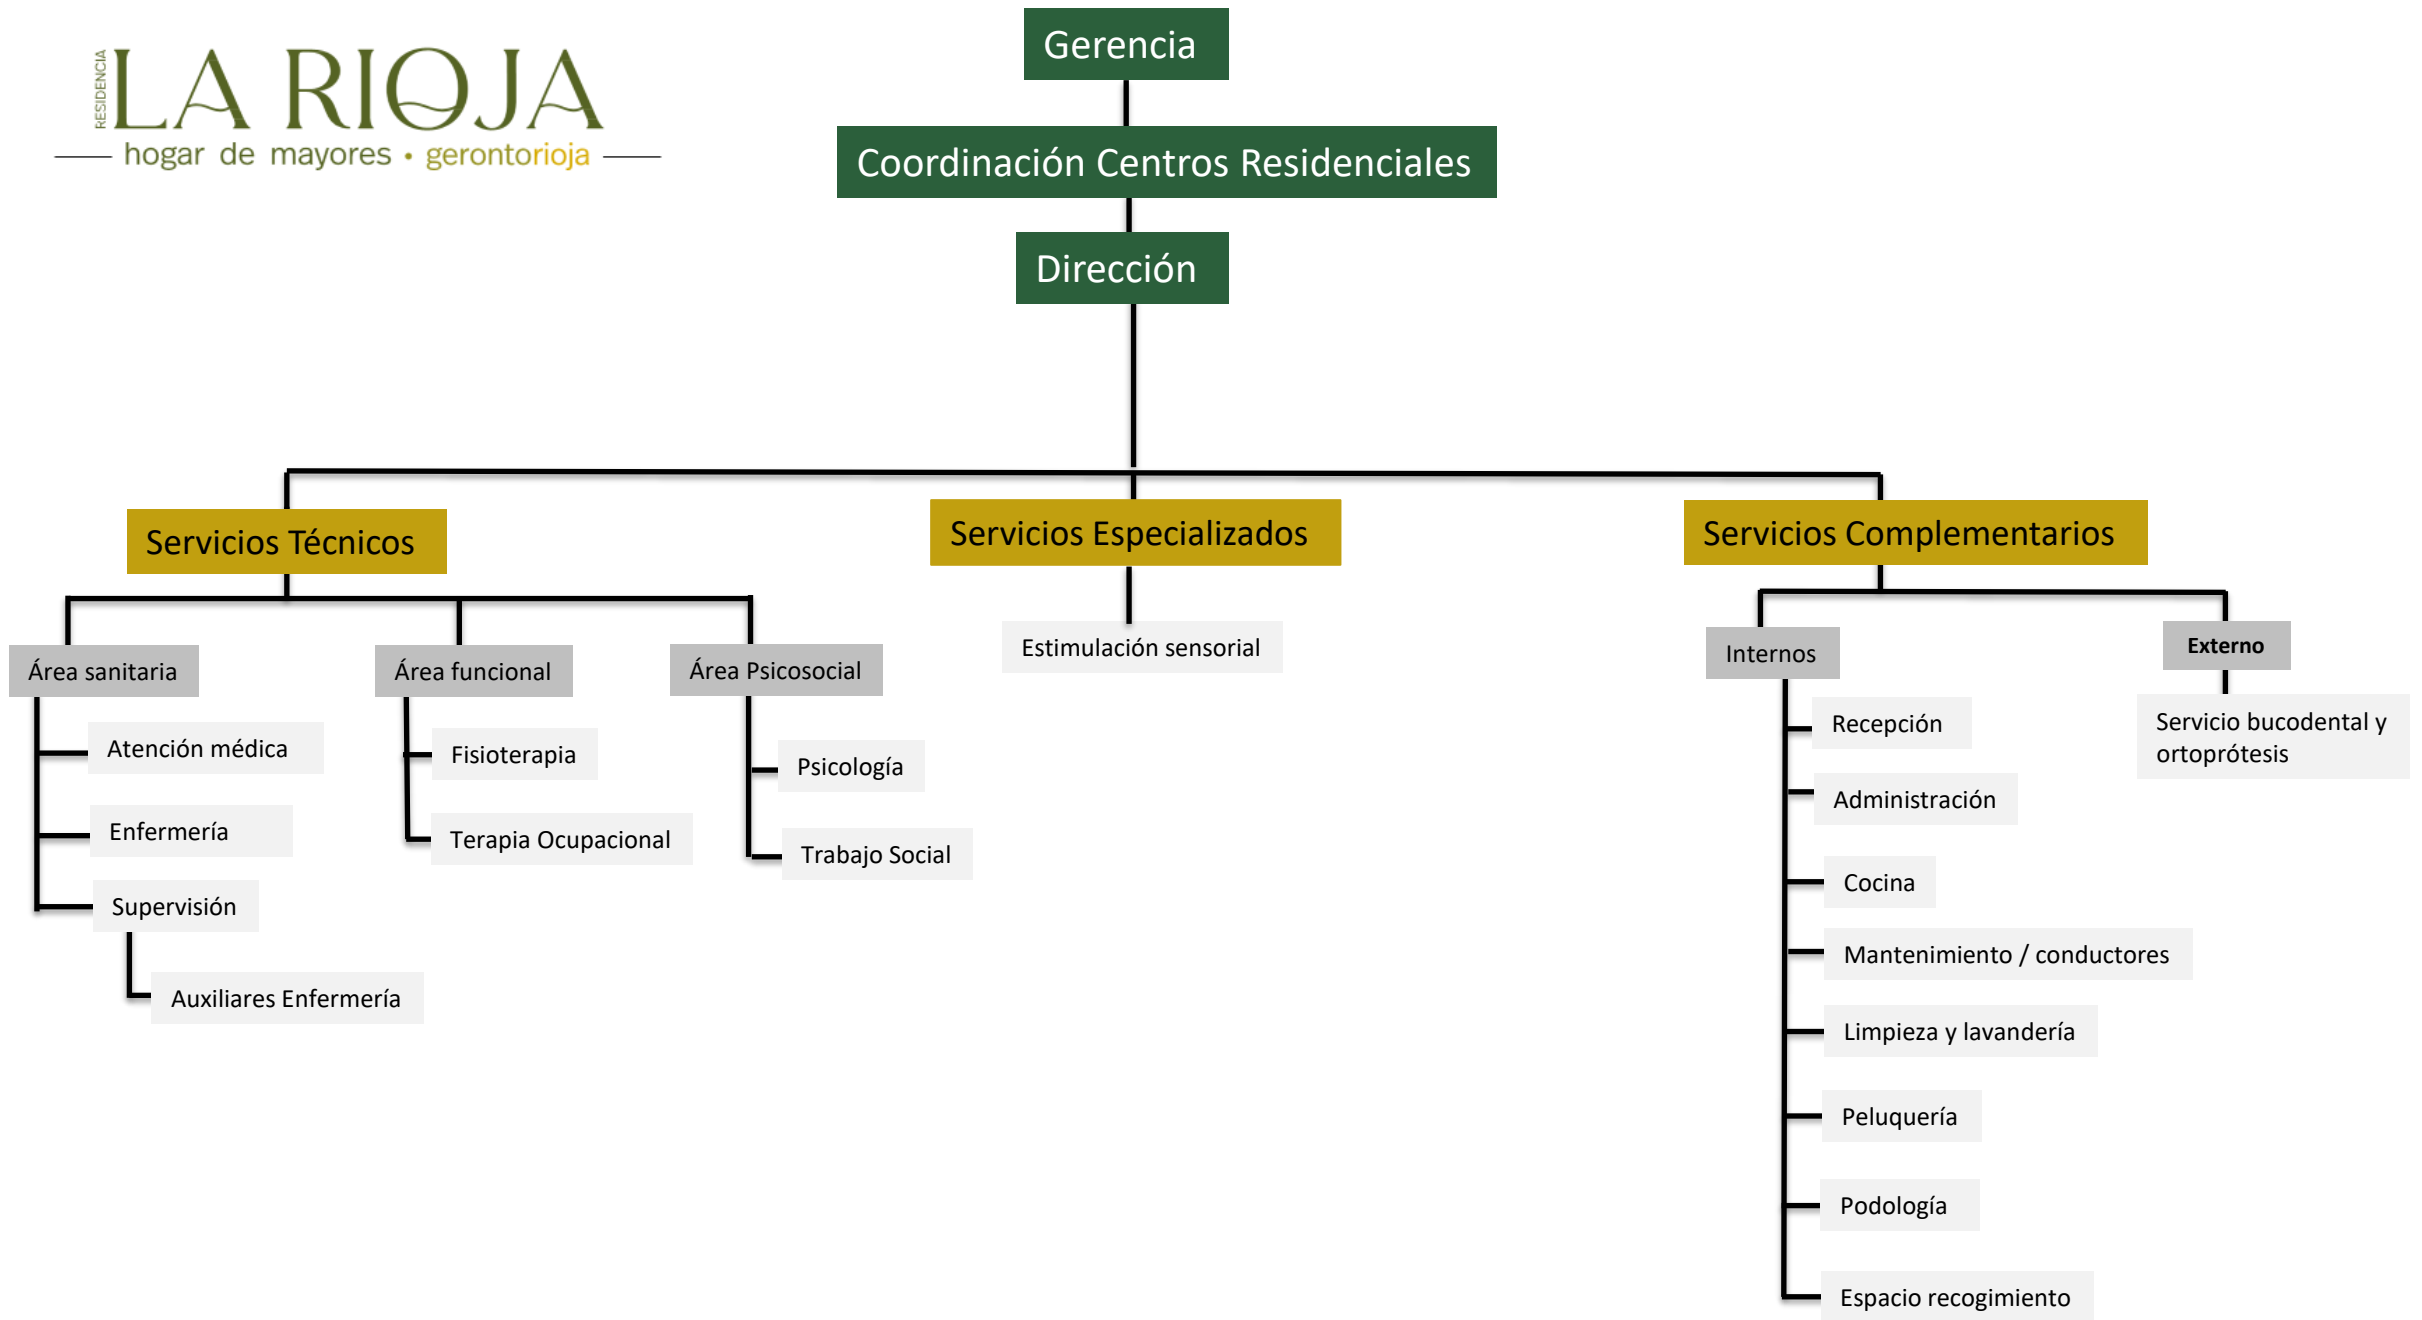 RESIDENCIA
LA RIOJA
hogar de mayores • gerontorioja
Gerencia
Coordinación Centros Residenciales
Dirección
Servicios Técnicos
Servicios Especializados
Servicios Complementarios
Área sanitaria
Atención médica
Enfermería
Supervisión
Auxiliares Enfermería
Área funcional
Fisioterapia
Terapia Ocupacional
Área Psicosocial
Psicología
Trabajo Social
Estimulación sensorial
Internos
Recepción
Administración
Cocina
Mantenimiento / conductores
Limpieza y lavandería
Peluquería
Podología
Espacio recogimiento
Externo
Servicio bucodental y
ortoprótesis